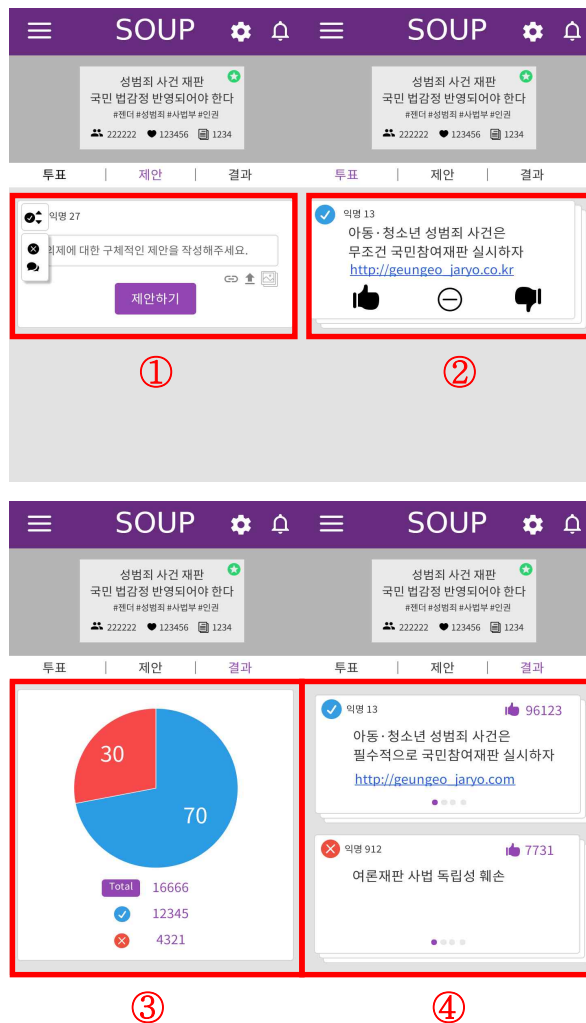 SOUP
성범죄 사건 재판
국민 법감정 반영되어야 한다
#젠더 #성범죄 #사법부 #인권
222222 123456 1234
투표 | 제안 | 결과
익명 27
의제에 대한 구체적인 제안을 작성해주세요.
제안하기
①
SOUP
성범죄 사건 재판
국민 법감정 반영되어야 한다
#젠더 #성범죄 #사법부 #인권
222222 123456 1234
투표 | 제안 | 결과
익명 13
아동·청소년 성범죄 사건은
무조건 국민참여재판 실시하자
http://geungeo_jaryo.co.kr
②
SOUP
성범죄 사건 재판
국민 법감정 반영되어야 한다
#젠더 #성범죄 #사법부 #인권
222222 123456 1234
투표 | 제안 | 결과
30
70
Total 16666
12345
4321
③
SOUP
성범죄 사건 재판
국민 법감정 반영되어야 한다
#젠더 #성범죄 #사법부 #인권
222222 123456 1234
투표 | 제안 | 결과
익명 13 96123
아동·청소년 성범죄 사건은
필수적으로 국민참여재판 실시하자
http://geungeo_jaryo.com
익명 912 7731
여론재판 사법 독립성 훼손
④